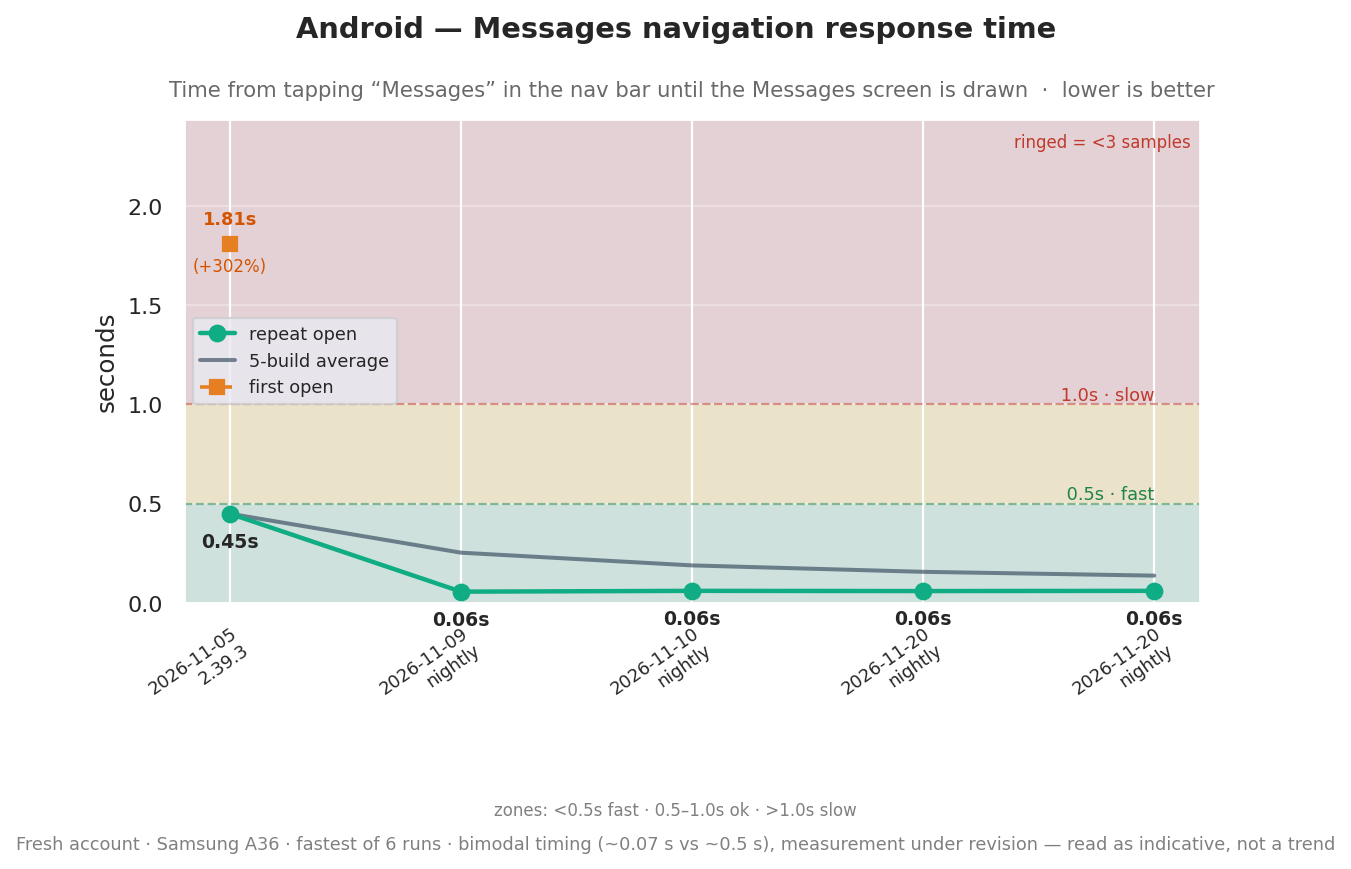 Android — Messages navigation response time
Time from tapping “Messages” in the nav bar until the Messages screen is drawn · lower is better
ringed = <3 samples
2.0
1.81s
(+302%)
1.5
repeat open
5-build average
first open
seconds
1.0
1.0s · slow
0.5
0.5s · fast
0.45s
0.0
0.06s
0.06s
0.06s
0.06s
2026-11-05
2.39.3
2026-11-09
nightly
2026-11-10
nightly
2026-11-20
nightly
2026-11-20
nightly
zones: <0.5s fast · 0.5–1.0s ok · >1.0s slow
Fresh account · Samsung A36 · fastest of 6 runs · bimodal timing (~0.07 s vs ~0.5 s), measurement under revision — read as indicative, not a trend